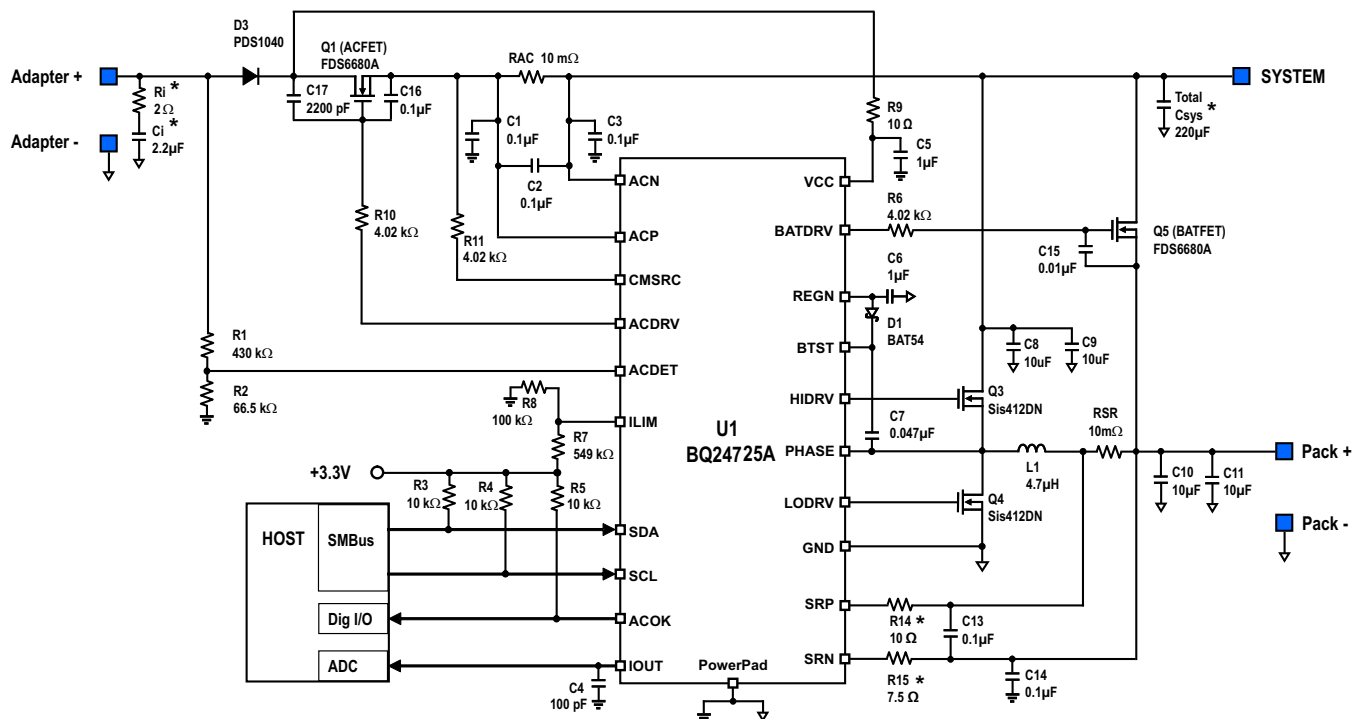 D3
PDS1040
Q1 (ACFET)
FDS6680A
RAC 10 mΩ
Adapter +
SYSTEM
Ri *
2Ω
Ci *
2.2µF
Adapter -
C17
2200 pF
C16
0.1µF
C1
0.1µF
C3
0.1µF
C2
0.1µF
R9
10 Ω
C5
1µF
Total
Csys *
220µF
R10
4.02 kΩ
R11
4.02 kΩ
ACN
ACP
CMSRC
ACDRV
ACDET
ILIM
SDA
SCL
ACOK
IOUT
VCC
BATDRV
REGN
BTST
HIDRV
PHASE
LODRV
GND
SRP
SRN
PowerPad
U1
BQ24725A
R6
4.02 kΩ
C15
0.01µF
Q5 (BATFET)
FDS6680A
C6
1µF
D1
BAT54
C8
10uF
C9
10uF
R1
430 kΩ
R2
66.5 kΩ
R8
100 kΩ
R7
549 kΩ
+3.3V
R3
10 kΩ
R4
10 kΩ
R5
10 kΩ
HOST
SMBus
Dig I/O
ADC
C4
100 pF
Q3
Sis412DN
C7
0.047µF
L1
4.7µH
RSR
10mΩ
Q4
Sis412DN
Pack +
C10
10µF
C11
10µF
Pack -
R14 *
10 Ω
C13
0.1µF
R15 *
7.5 Ω
C14
0.1µF